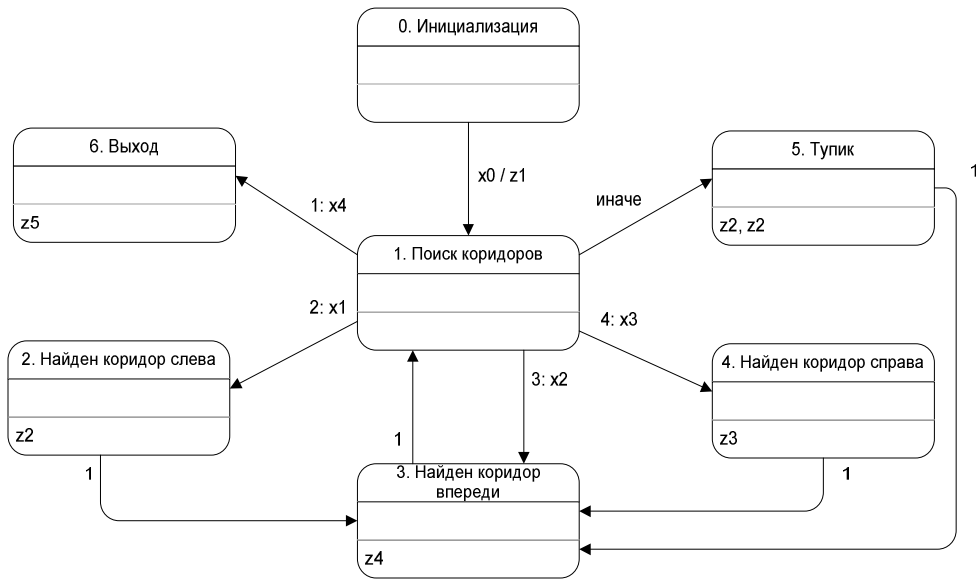 0. Инициализация
6. Выход
z5
5. Тупик
z2, z2
1
x0 / z1
1: x4
иначе
1. Поиск коридоров
2: x1
4: x3
2. Найден коридор слева
z2
3: x2
4. Найден коридор справа
z3
1
1
1
3. Найден коридор
впереди
z4